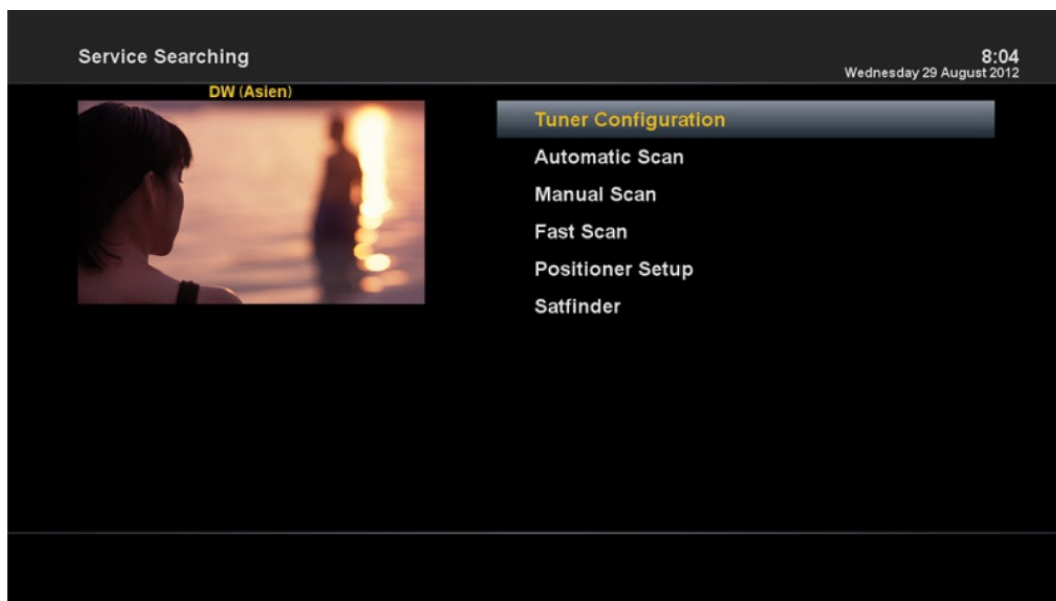 Service Searching
8:04
Wednesday 29 August 2012
DW (Asien)
Tuner Configuration
Automatic Scan
Manual Scan
Fast Scan
Positioner Setup
Satfinder